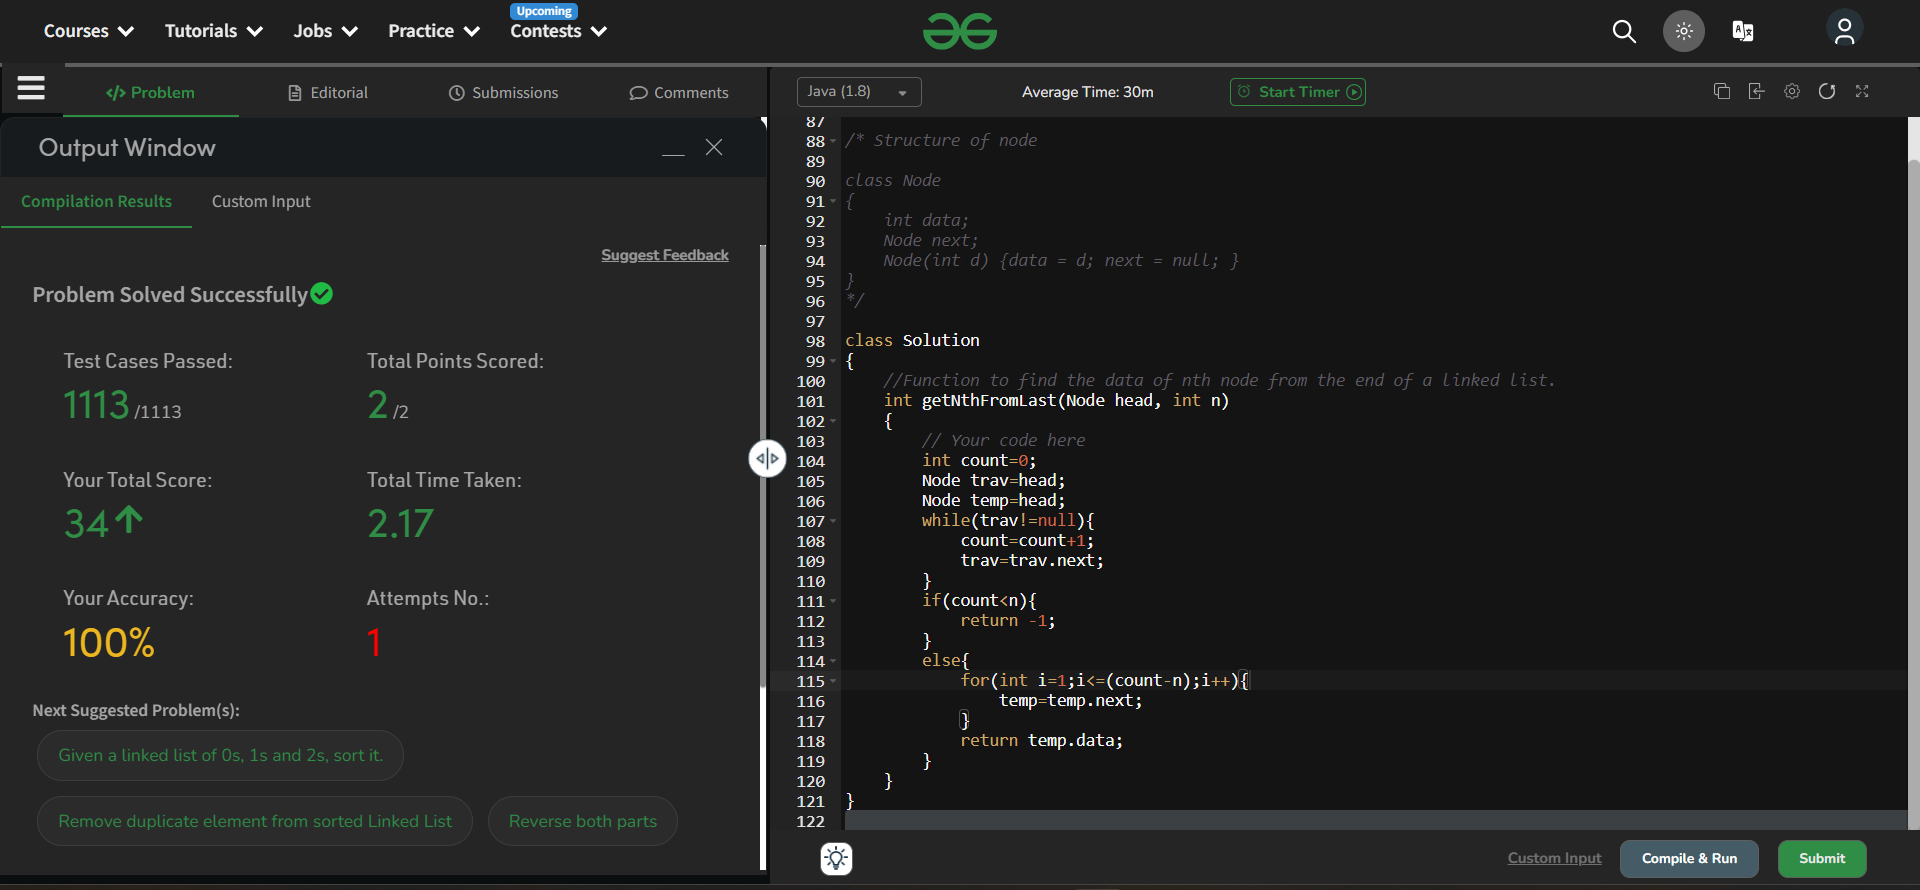 Upcoming
Courses Tutorials Jobs Practice Contests
</> Problem Editorial Submissions Comments
Output Window
Compilation Results Custom Input
Suggest Feedback
Problem Solved Successfully
Test Cases Passed: Total Points Scored:
1113 /1113 2 /2
Your Total Score: Total Time Taken:
34 2.17
Your Accuracy: Attempts No.:
100% 1
Next Suggested Problem(s):
Given a linked list of 0s, 1s and 2s, sort it.
Remove duplicate element from sorted Linked List Reverse both parts
Java (1.8) Average Time: 30m Start Timer
87
88 /* Structure of node
89
90 class Node
91 {
92     int data;
93     Node next;
94     Node(int d) {data = d; next = null; }
95 }
96 */
97
98 class Solution
99 {
100     //Function to find the data of nth node from the end of a linked list.
101     int getNthFromLast(Node head, int n)
102     {
103         // Your code here
104         int count=0;
105         Node trav=head;
106         Node temp=head;
107         while(trav!=null){
108             count=count+1;
109             trav=trav.next;
110         }
111         if(count<n){
112             return -1;
113         }
114         else{
115             for(int i=1;i<=(count-n);i++){
116                 temp=temp.next;
117             }
118             return temp.data;
119         }
120     }
121 }
122
Custom Input Compile & Run Submit